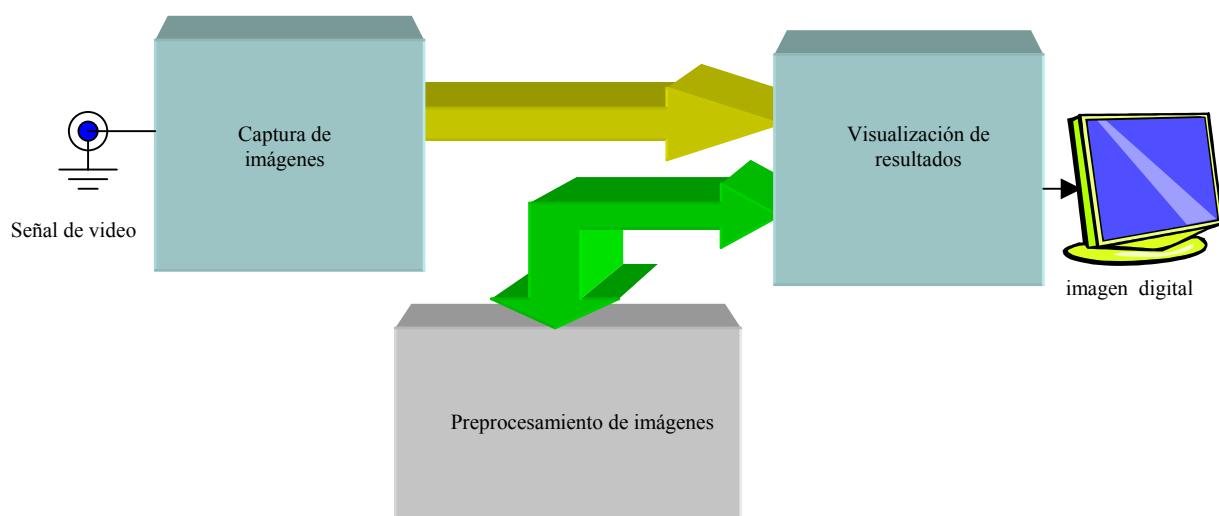 Señal de video
Captura de
imágenes
Visualización de
resultados
imagen digital
Preprocesamiento de imágenes